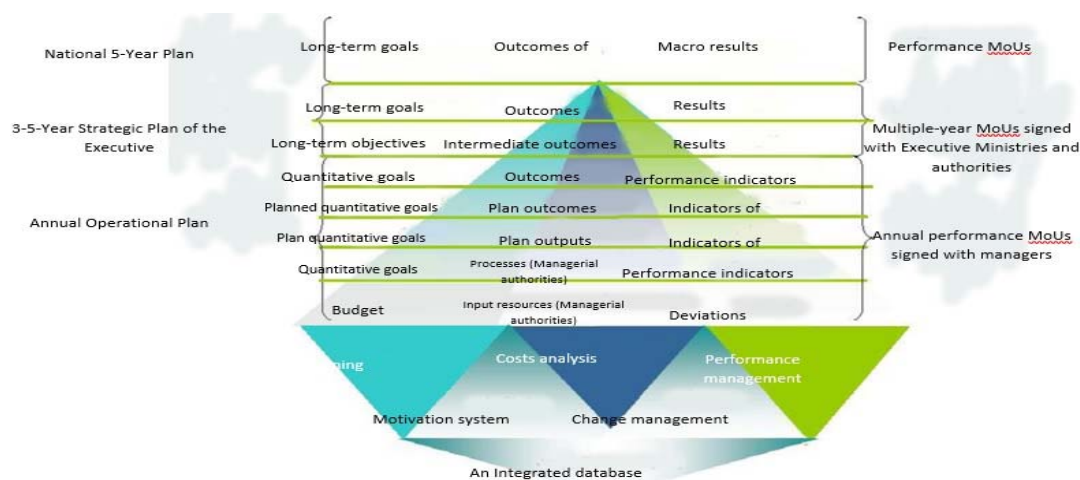 National 5-Year Plan
Long-term goals
Outcomes of
Macro results
Performance MoUs
3-5-Year Strategic Plan of the
Executive
Long-term goals
Outcomes
Results
Long-term objectives
Intermediate outcomes
Results
Multiple-year MoUs signed
with Executive Ministries and
authorities
Annual Operational Plan
Quantitative goals
Outcomes
Performance indicators
Planned quantitative goals
Plan outcomes
Indicators of
Plan quantitative goals
Plan outputs
Indicators of
Quantitative goals
Processes (Managerial
authorities)
Performance indicators
Budget
Input resources (Managerial
authorities)
Deviations
Annual performance MoUs
signed with managers
ning
Costs analysis
Performance
management
Motivation system
Change management
An Integrated database